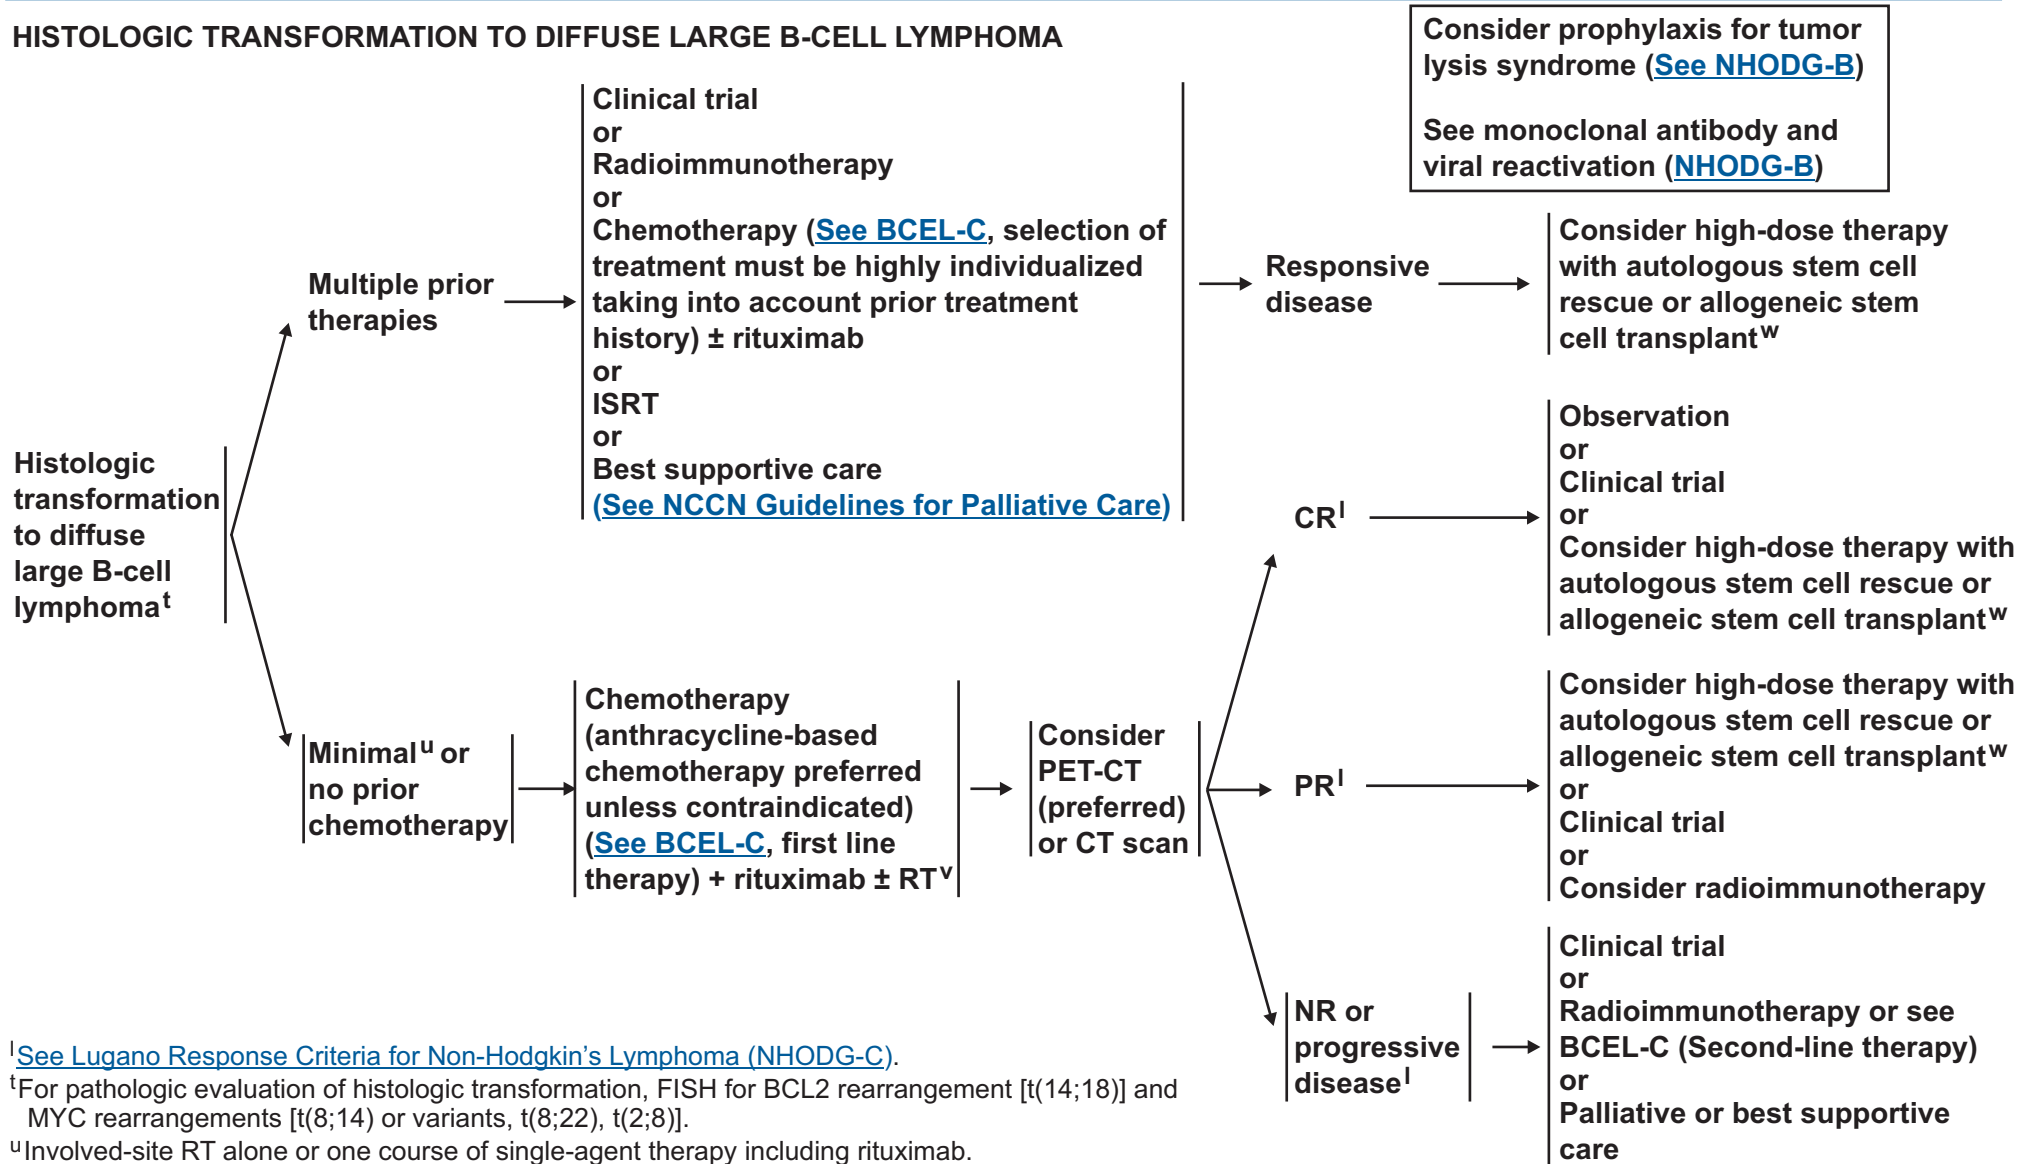 HISTOLOGIC TRANSFORMATION TO DIFFUSE LARGE B-CELL LYMPHOMA
Consider prophylaxis for tumor
lysis syndrome (See NHODG-B)
See monoclonal antibody and
viral reactivation (NHODG-B)
Histologic
transformation
to diffuse
large B-cell
lymphomaᵗ
Multiple prior
therapies
Clinical trial
or
Radioimmunotherapy
or
Chemotherapy (See BCEL-C, selection of
treatment must be highly individualized
taking into account prior treatment
history) ± rituximab
or
ISRT
or
Best supportive care
(See NCCN Guidelines for Palliative Care)
Responsive
disease
Consider high-dose therapy
with autologous stem cell
rescue or allogeneic stem
cell transplantʷ
Minimalᵘ or
no prior
chemotherapy
Chemotherapy
(anthracycline-based
chemotherapy preferred
unless contraindicated)
(See BCEL-C, first line
therapy) + rituximab ± RTᵛ
Consider
PET-CT
(preferred)
or CT scan
CRˡ
Observation
or
Clinical trial
or
Consider high-dose therapy with
autologous stem cell rescue or
allogeneic stem cell transplantʷ
PRˡ
Consider high-dose therapy with
autologous stem cell rescue or
allogeneic stem cell transplantʷ
or
Clinical trial
or
Consider radioimmunotherapy
NR or
progressive
diseaseˡ
Clinical trial
or
Radioimmunotherapy or see
BCEL-C (Second-line therapy)
or
Palliative or best supportive
care
ˡSee Lugano Response Criteria for Non-Hodgkin's Lymphoma (NHODG-C).
ᵗFor pathologic evaluation of histologic transformation, FISH for BCL2 rearrangement [t(14;18)] and
MYC rearrangements [t(8;14) or variants, t(8;22), t(2;8)].
ᵘInvolved-site RT alone or one course of single-agent therapy including rituximab.